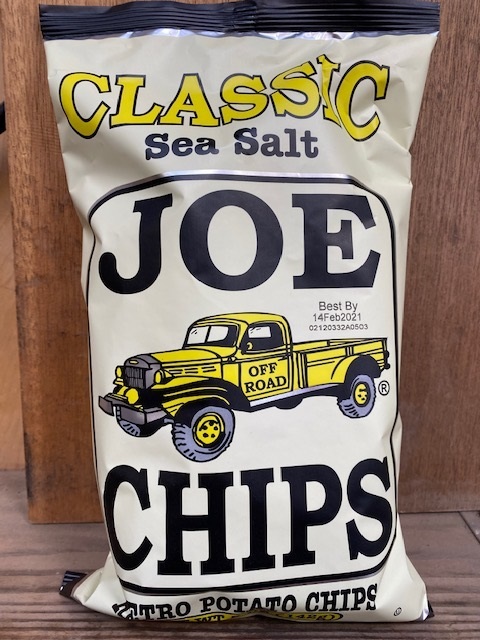 CLASSIC
Sea Salt
JOE
Best By
14Feb2021
02120332A0503
OFF
ROAD
®
CHIPS
RETRO POTATO CHIPS